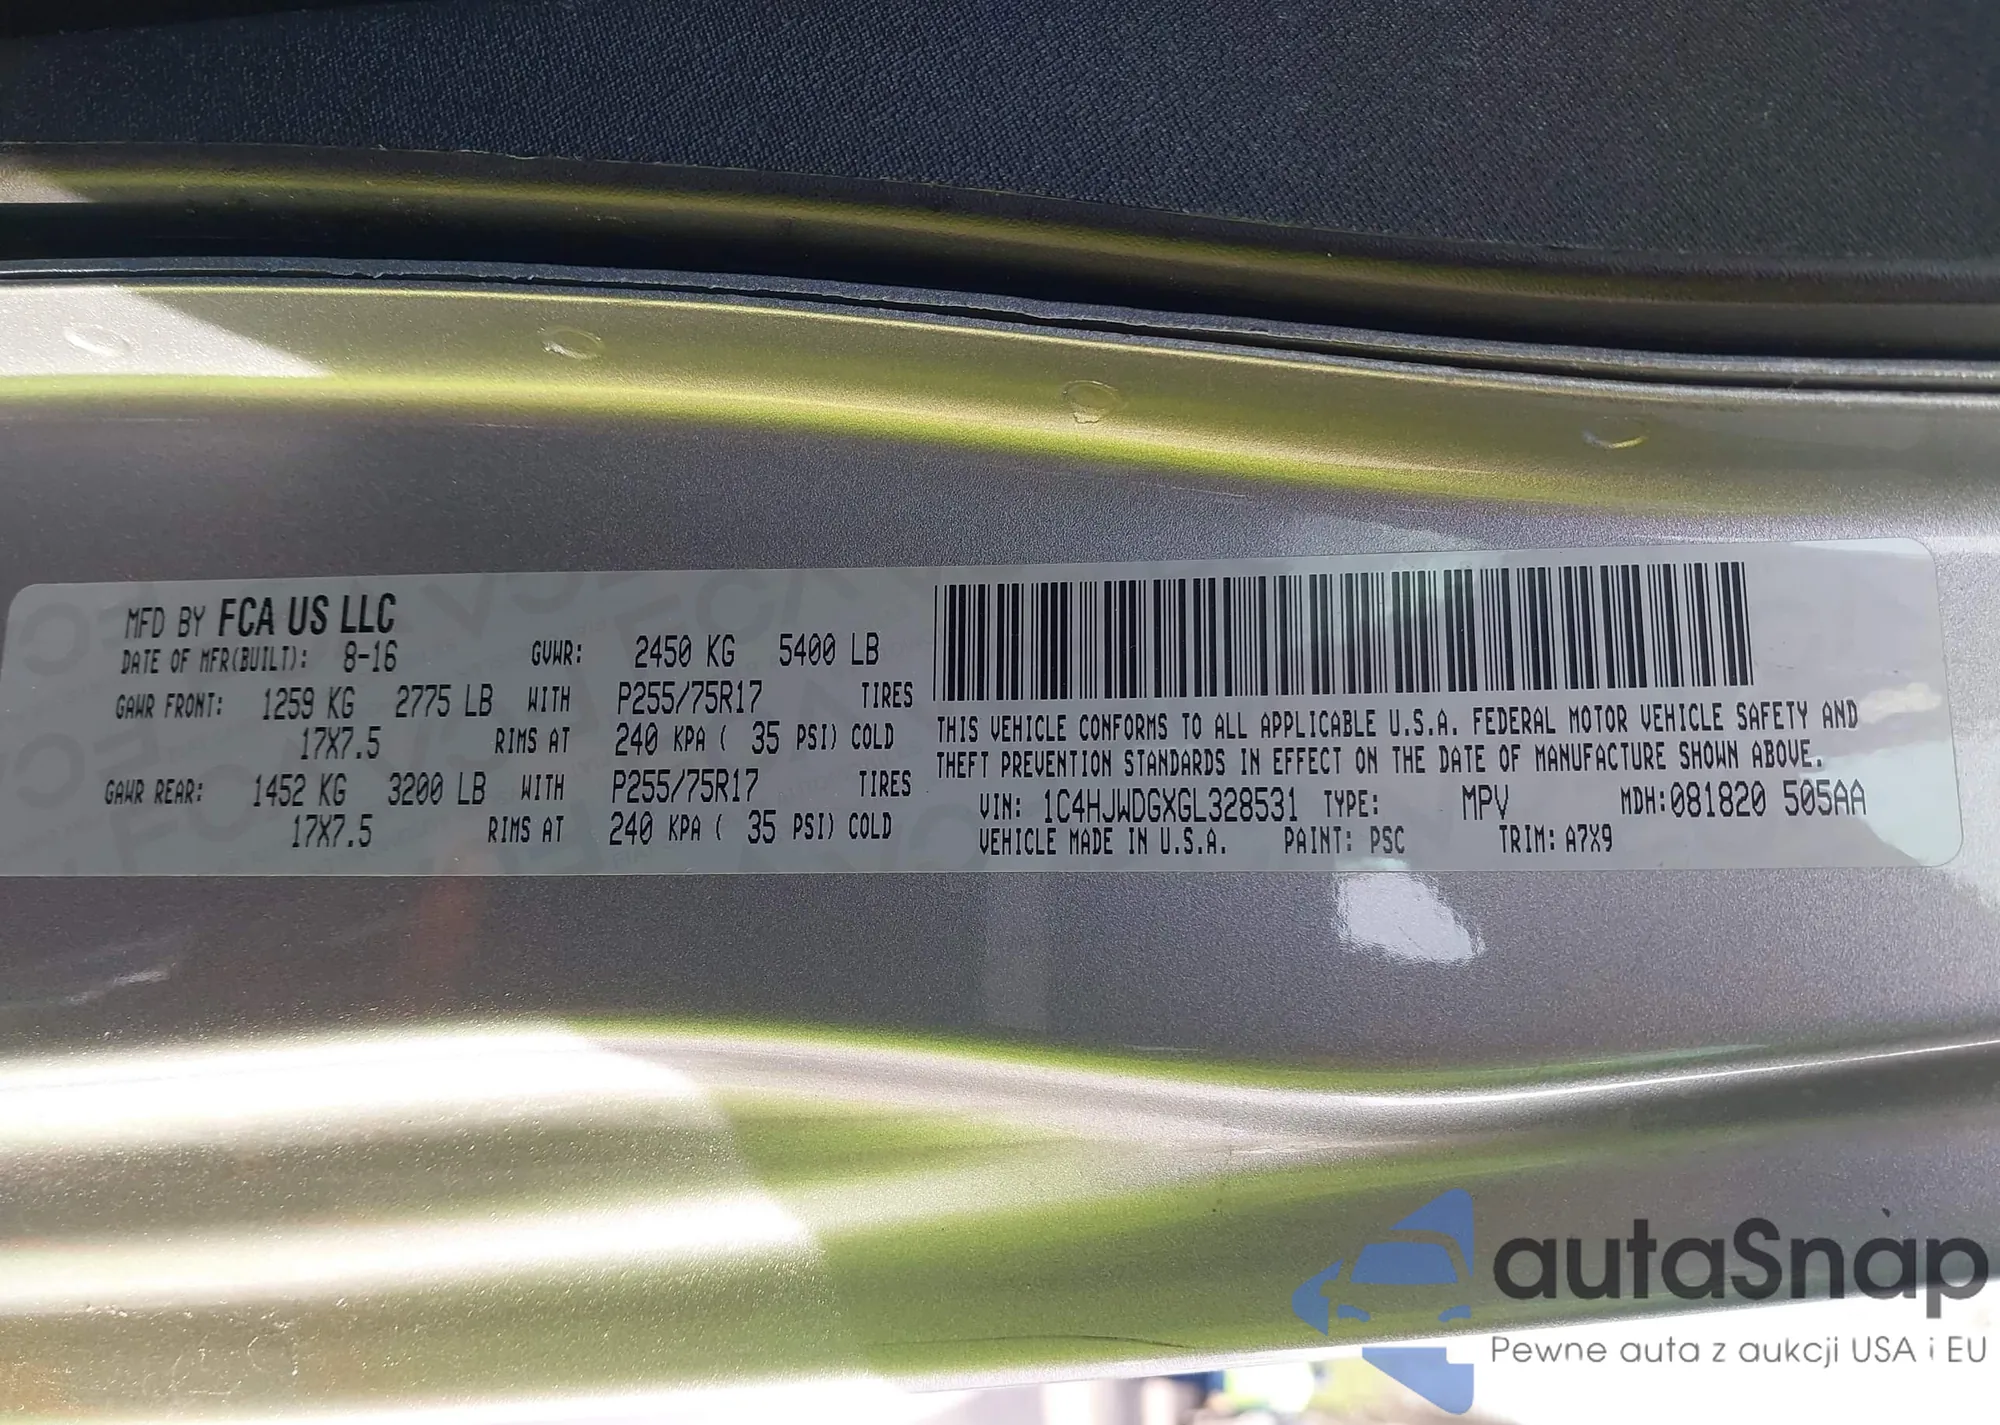 MFD BY FCA US LLC
DATE OF MFR(BUILT): 8-16 GVWR: 2450 KG 5400 LB
GAWR FRONT: 1259 KG 2775 LB WITH P255/75R17 TIRES
17X7.5 RIMS AT 240 KPA ( 35 PSI) COLD
GAWR REAR: 1452 KG 3200 LB WITH P255/75R17 TIRES
17X7.5 RIMS AT 240 KPA ( 35 PSI) COLD
THIS VEHICLE CONFORMS TO ALL APPLICABLE U.S.A. FEDERAL MOTOR VEHICLE SAFETY AND
THEFT PREVENTION STANDARDS IN EFFECT ON THE DATE OF MANUFACTURE SHOWN ABOVE.
VIN: 1C4HJWDGXGL328531 TYPE: MPV MDH:081820 505AA
VEHICLE MADE IN U.S.A. PAINT: PSC TRIM: A7X9
autaSnap
Pewne auta z aukcji USA i EU